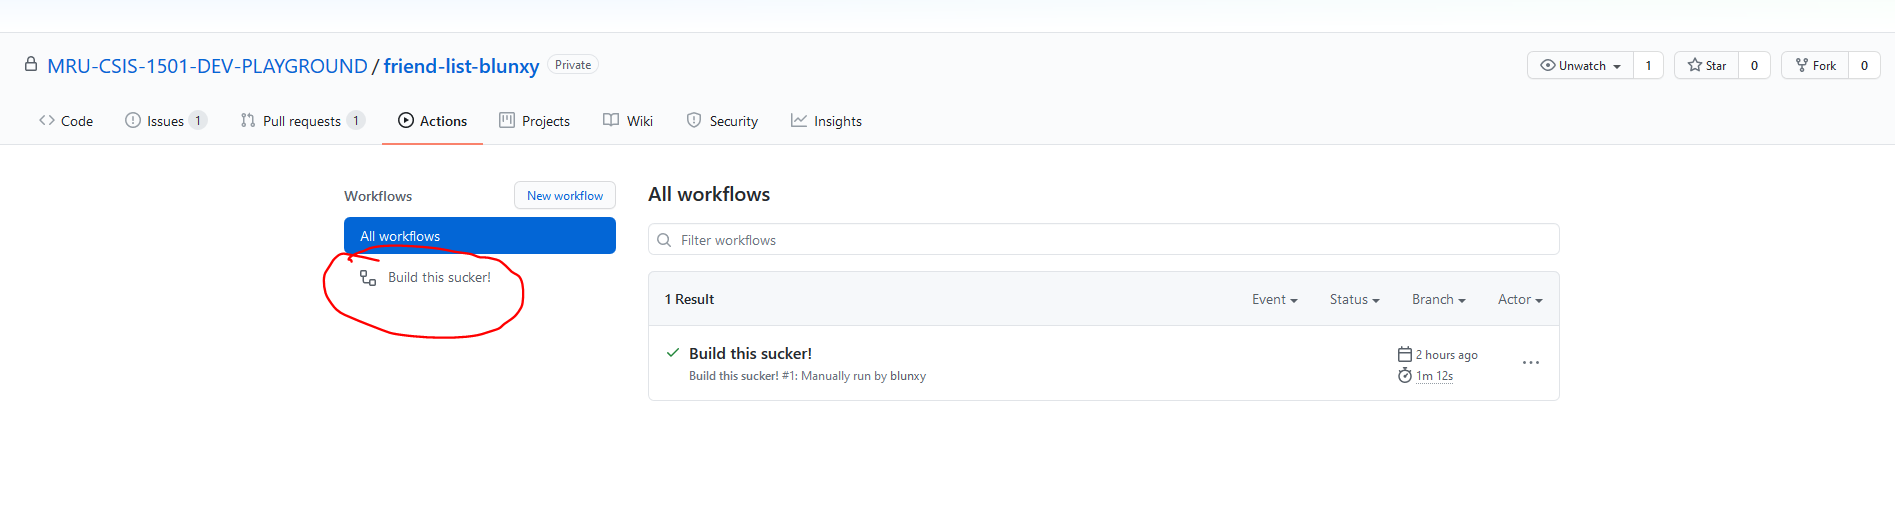 MRU-CSIS-1501-DEV-PLAYGROUND / friend-list-blunxy Private
Unwatch 1 Star 0 Fork 0
Code Issues 1 Pull requests 1 Actions Projects Wiki Security Insights
Workflows New workflow
All workflows
Build this sucker!
All workflows
Filter workflows
1 Result Event Status Branch Actor
Build this sucker! 2 hours ago
Build this sucker! #1: Manually run by blunxy 1m 12s